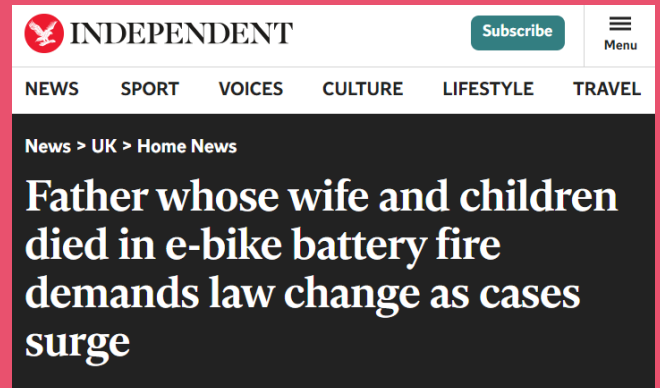 INDEPENDENT
Subscribe
Menu
NEWS SPORT VOICES CULTURE LIFESTYLE TRAVEL
News > UK > Home News
Father whose wife and children
died in e-bike battery fire
demands law change as cases
surge